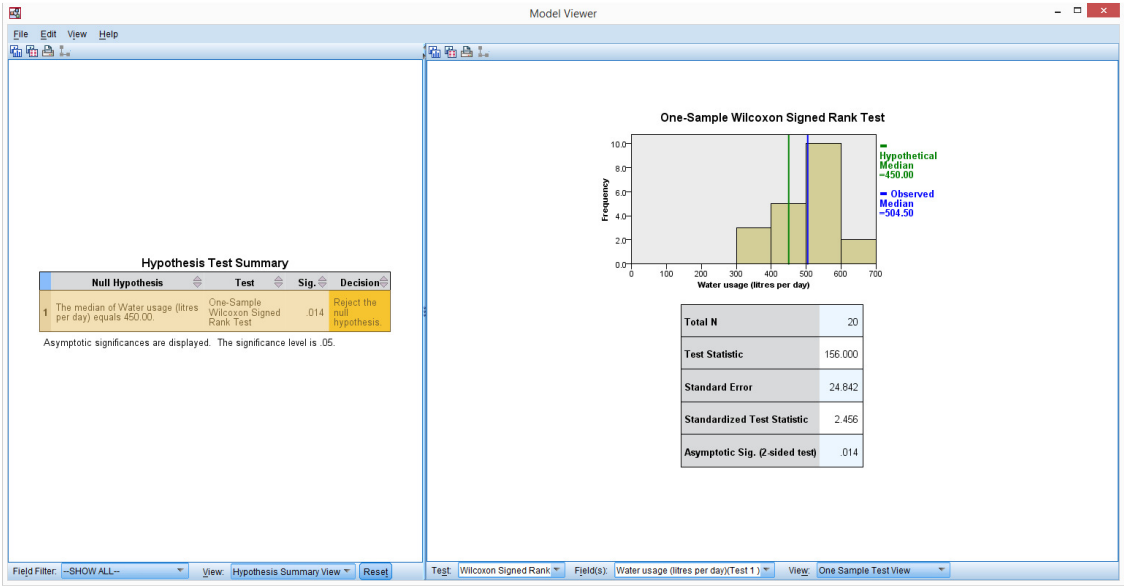 Model Viewer
File Edit View Help
Hypothesis Test Summary
Null Hypothesis Test Sig. Decision
1 The median of Water usage (litres per day) equals 450.00. One-Sample Wilcoxon Signed Rank Test .014 Reject the null hypothesis.
Asymptotic significances are displayed. The significance level is .05.
Field Filter: --SHOW ALL-- View: Hypothesis Summary View Reset
One-Sample Wilcoxon Signed Rank Test
Frequency
10.0
8.0
6.0
4.0
2.0
0.0
0 100 200 300 400 500 600 700
Water usage (litres per day)
Hypothetical
Median
=450.00
Observed
Median
=504.50
Total N 20
Test Statistic 156.000
Standard Error 24.842
Standardized Test Statistic 2.456
Asymptotic Sig. (2-sided test) .014
Test: Wilcoxon Signed Rank Field(s): Water usage (litres per day)(Test 1) View: One Sample Test View